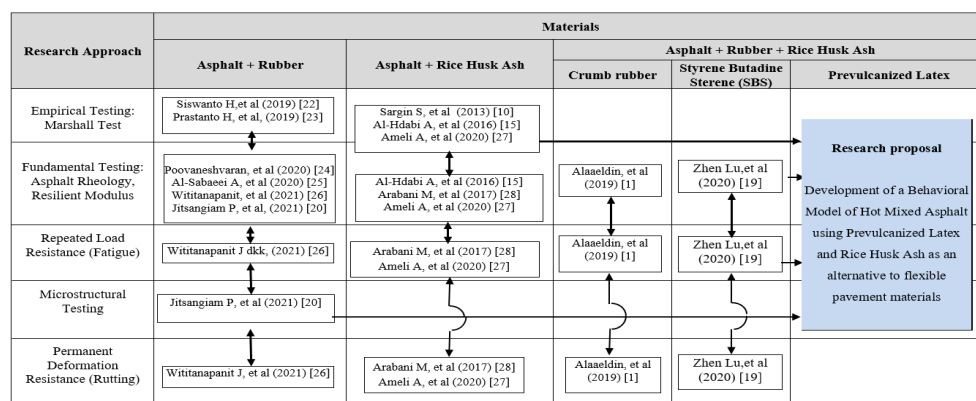 Research Approach
Materials
Asphalt + Rubber
Asphalt + Rice Husk Ash
Asphalt + Rubber + Rice Husk Ash
Crumb rubber
Styrene Butadine
Sterene (SBS)
Prevulcanized Latex
Empirical Testing:
Marshall Test
Siswanto H,et al (2019) [22]
Prastanto H, et al, (2019) [23]
Sargin S, et al  (2013) [10]
Al-Hdabi A, et al (2016) [15]
Ameli A, et al (2020) [27]
Fundamental Testing:
Asphalt Rheology,
Resilient Modulus
Poovaneshvaran, et al (2020) [24]
Al-Sabaeei A, et al (2020) [25]
Wititanapanit, et al (2021) [26]
Jitsangiam P, et al, (2021) [20]
Al-Hdabi A, et al (2016) [15]
Arabani M, et al (2017) [28]
Ameli A, et al (2020) [27]
Alaaeldin, et al
(2019) [1]
Zhen Lu,et al
(2020) [19]
Repeated Load
Resistance (Fatigue)
Wititanapanit J dkk, (2021) [26]
Arabani M, et al (2017) [28]
Ameli A, et al (2020) [27]
Alaaeldin, et al
(2019) [1]
Zhen Lu,et al
(2020) [19]
Microstructural
Testing
Jitsangiam P, et al (2021) [20]
Permanent
Deformation
Resistance (Rutting)
Wititanapanit J, et al (2021) [26]
Arabani M, et al (2017) [28]
Ameli A, et al (2020) [27]
Alaaeldin, et al
(2019) [1]
Zhen Lu,et al
(2020) [19]
Research proposal
Development of a Behavioral
Model of Hot Mixed Asphalt
using Prevulcanized Latex
and Rice Husk Ash as an
alternative to flexible
pavement materials